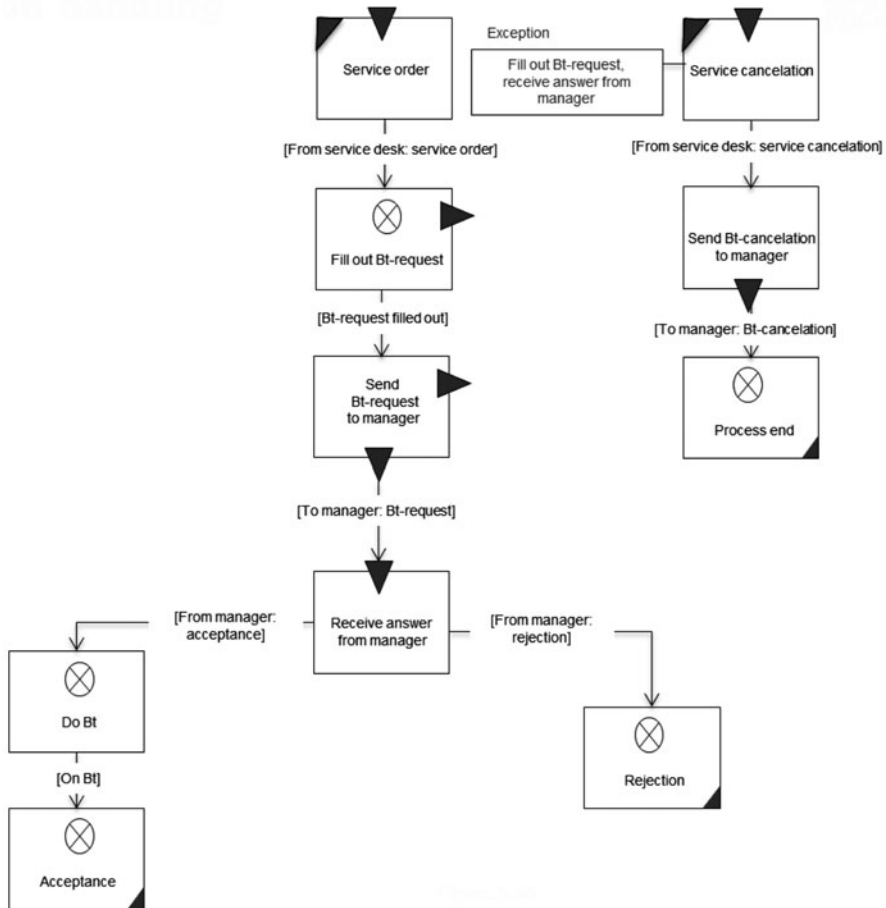 Service order
Exception
Fill out Bt-request,
receive answer from
manager
Service cancelation
[From service desk: service order]
[From service desk: service cancelation]
Fill out Bt-request
Send Bt-cancelation
to manager
[Bt-request filled out]
[To manager: Bt-cancelation]
Send
Bt-request
to manager
Process end
[To manager: Bt-request]
[From manager:
acceptance]
Receive answer
from manager
[From manager:
rejection]
Do Bt
[On Bt]
Rejection
Acceptance